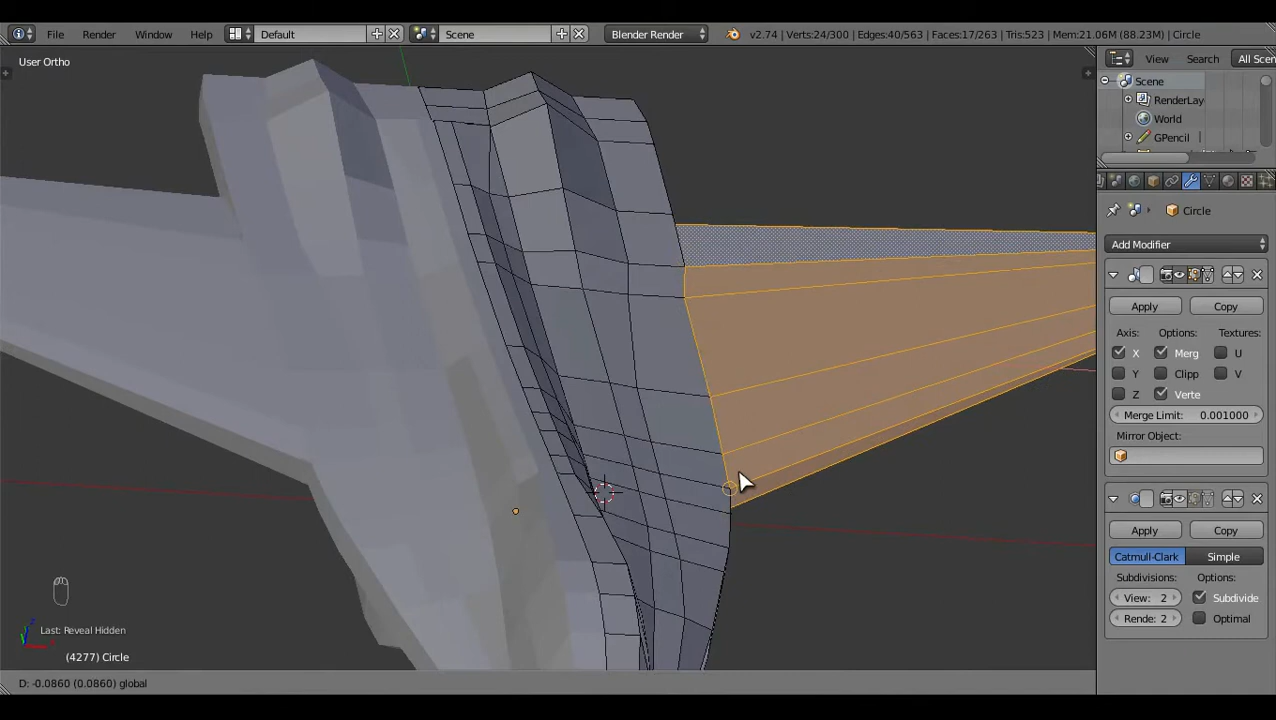 File Render Window Help Default Scene Blender Render v2.74 | Verts:24/300 | Edges:40/563 | Faces:17/263 | Tris:523 | Mem:21.06M (88.23M) | Circle
User Ortho
View Search All Scen
Scene
RenderLay
World
GPencil
Circle
Add Modifier
Apply Copy
Axis: Options: Textures:
X Merg U
Y Clipp V
Z Verte
Merge Limit: 0.001000
Mirror Object:
Apply Copy
Catmull-Clark Simple
Subdivisions: Options:
View: 2 Subdivide
Rende: 2 Optimal
Last: Reveal Hidden
(4277) Circle
D: -0.0860 (0.0860) global